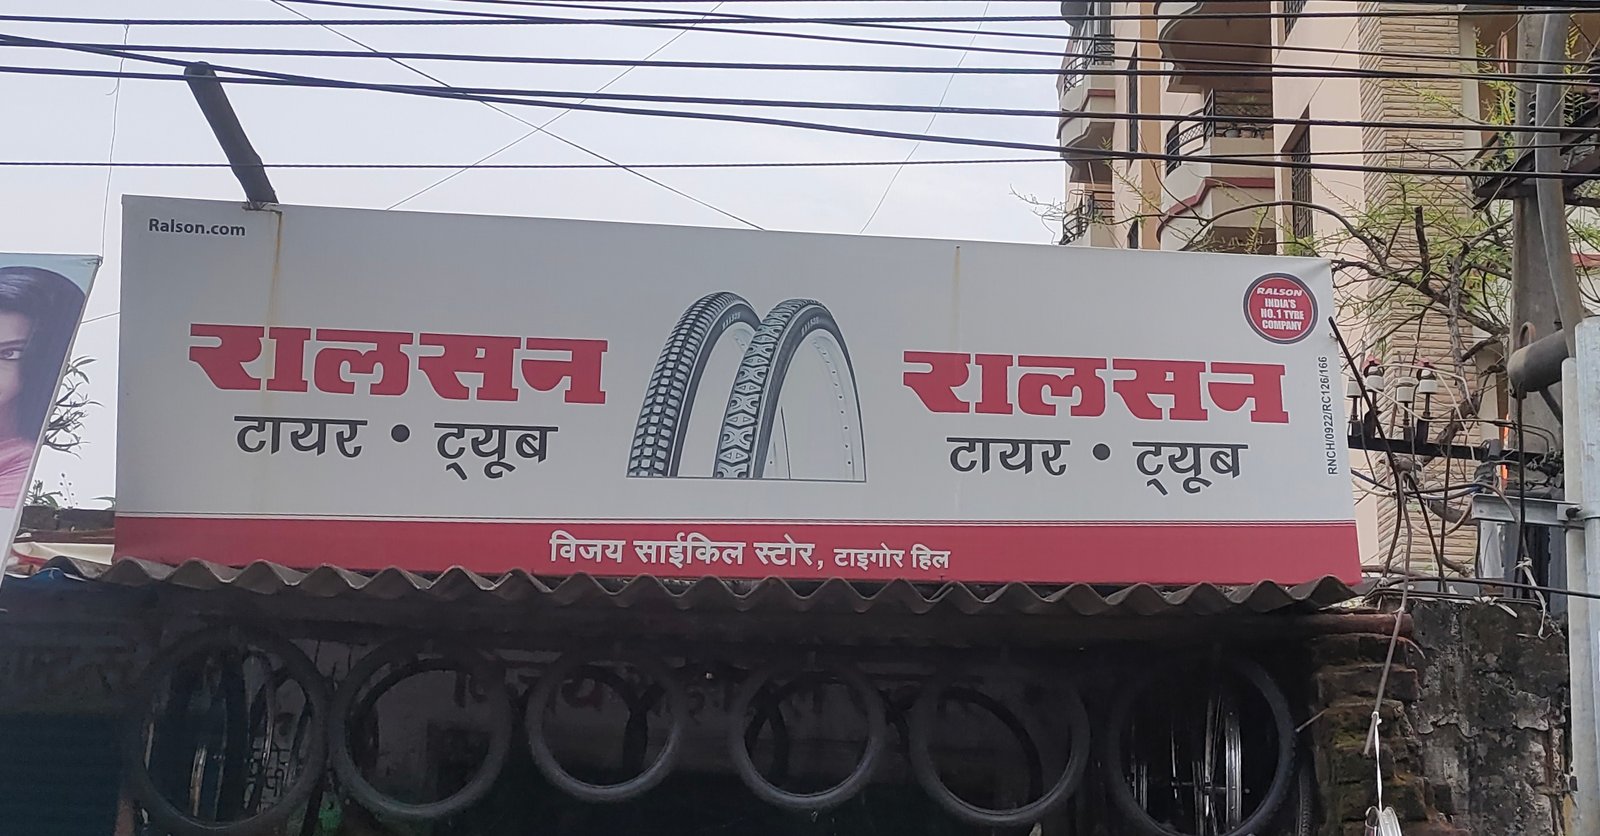 Ralson.com
रालसन
टायर • ट्यूब
रालसन
टायर • ट्यूब
RALSON
INDIA'S
NO.1 TYRE
COMPANY
RNCH/0922/RC126/166
विजय साईकिल स्टोर, टाइगोर हिल